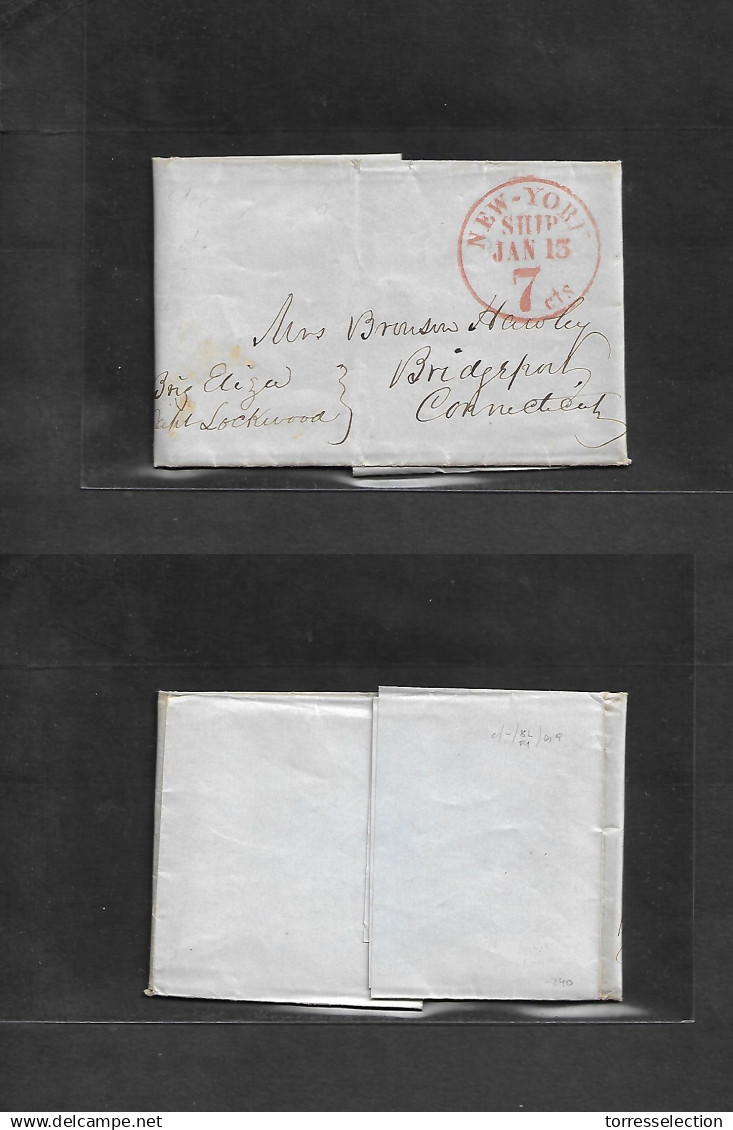 NEW-YORK
SHIP
JAN 13
7
cts
Mrs Bronson Hawley
Bridgeport
Connecticut
Brig Eliza
Capt Lockwood
-240
delcampe.net
torresselection